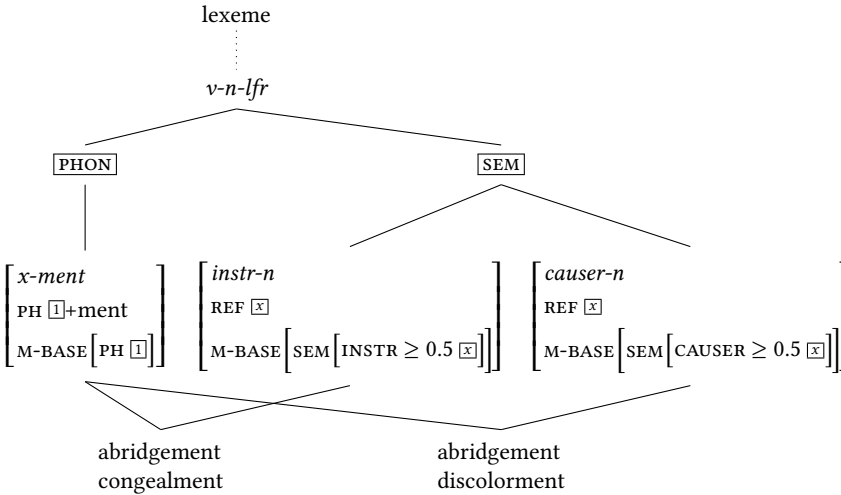 lexeme
v-n-lfr
PHON
SEM
x-ment
PH 1+ment
M-BASE[PH 1]
instr-n
REF x
M-BASE[SEM[INSTR ≥ 0.5 x]]
causer-n
REF x
M-BASE[SEM[CAUSER ≥ 0.5 x]]
abridgement
congealment
abridgement
discolorment